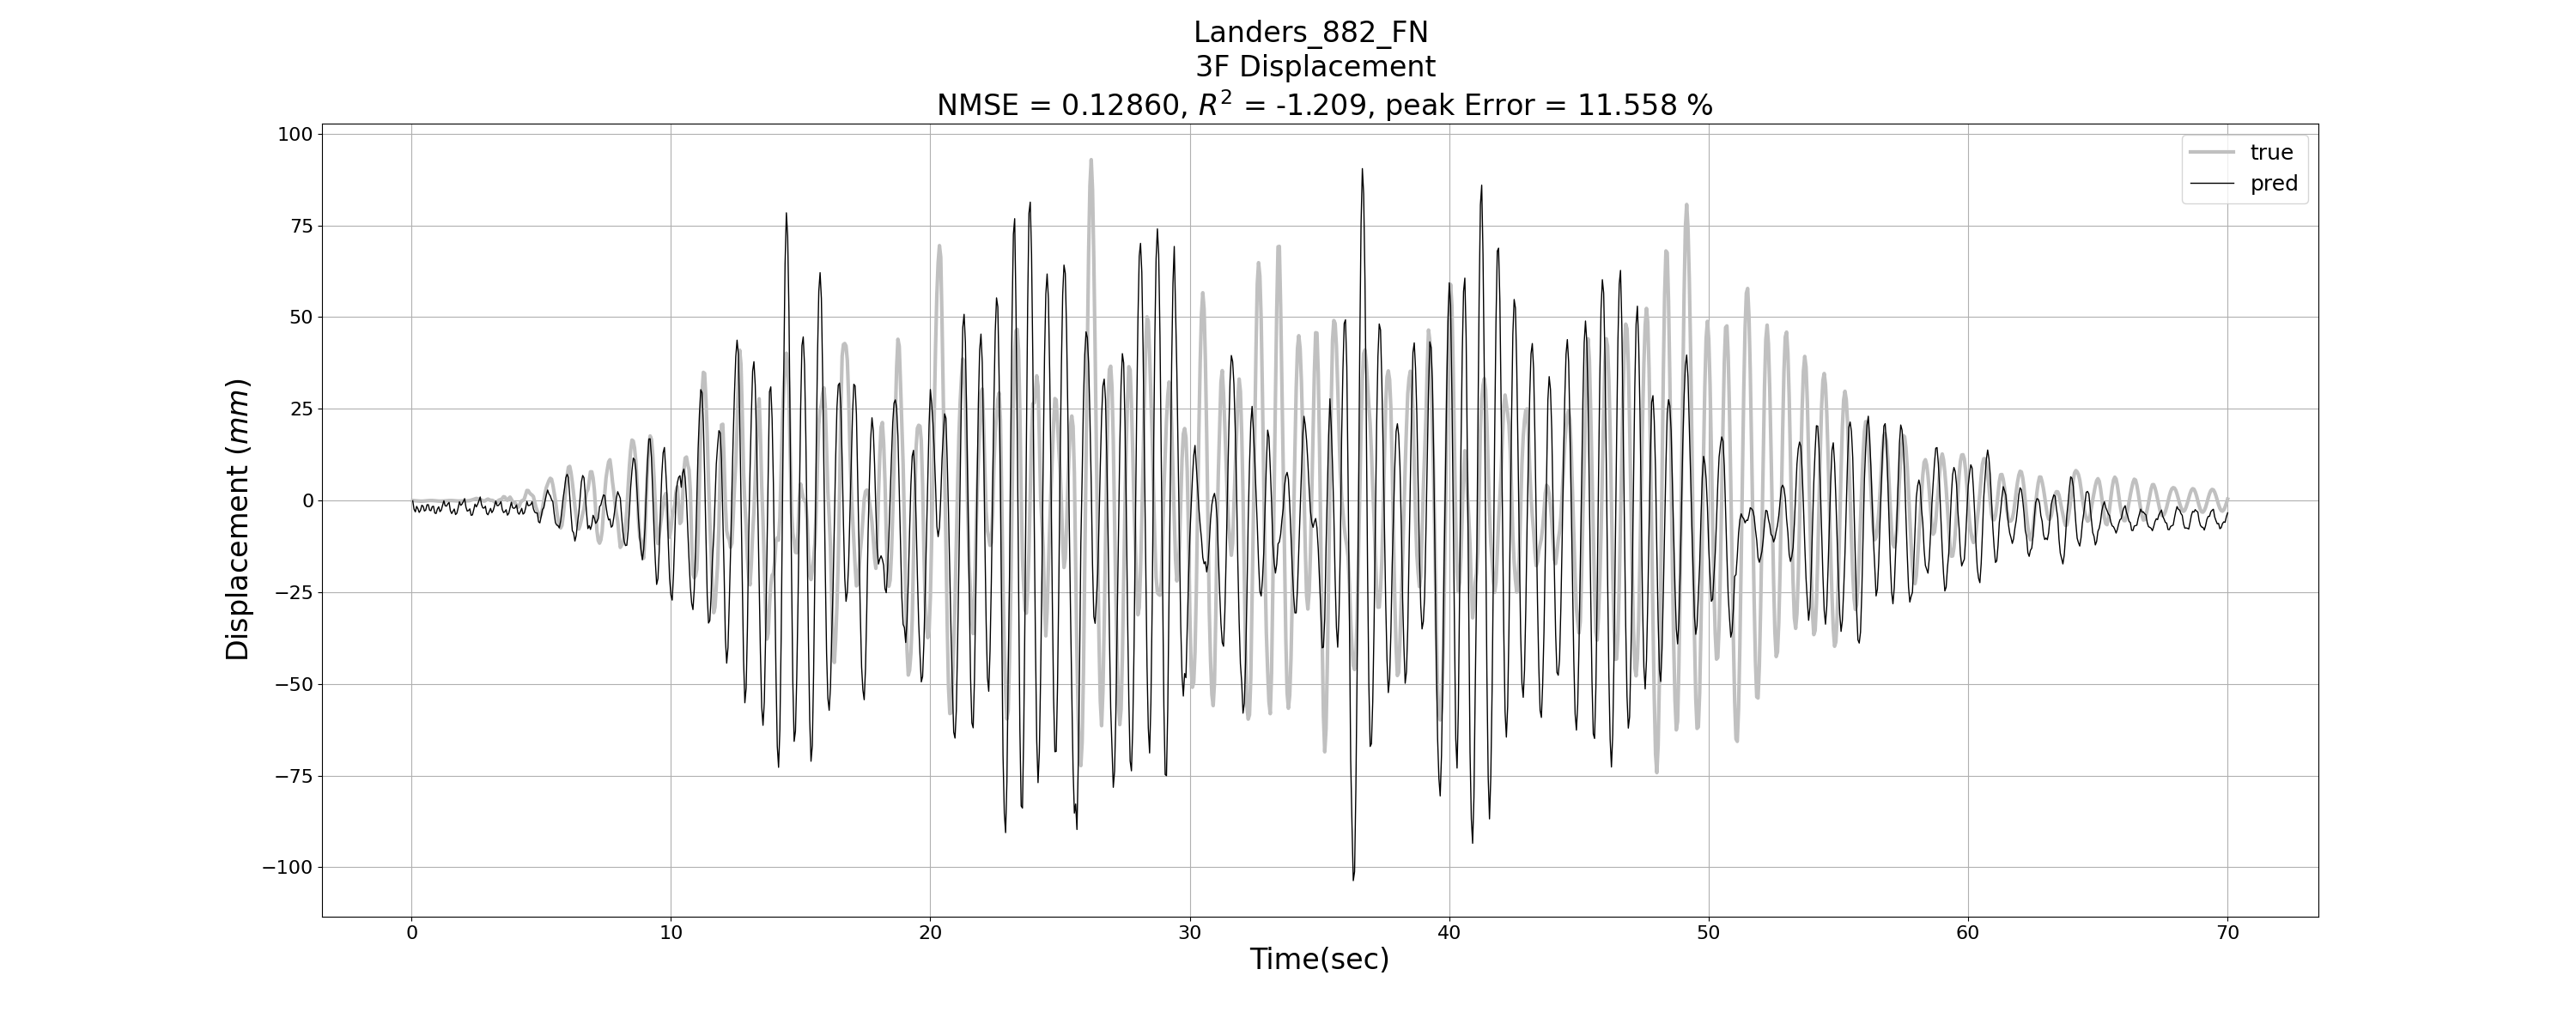 Landers_882_FN
3F Displacement
NMSE = 0.12860, R² = -1.209, peak Error = 11.558 %
100
75
50
25
0
−25
−50
−75
−100
Displacement (mm)
0 10 20 30 40 50 60 70
Time(sec)
true
pred